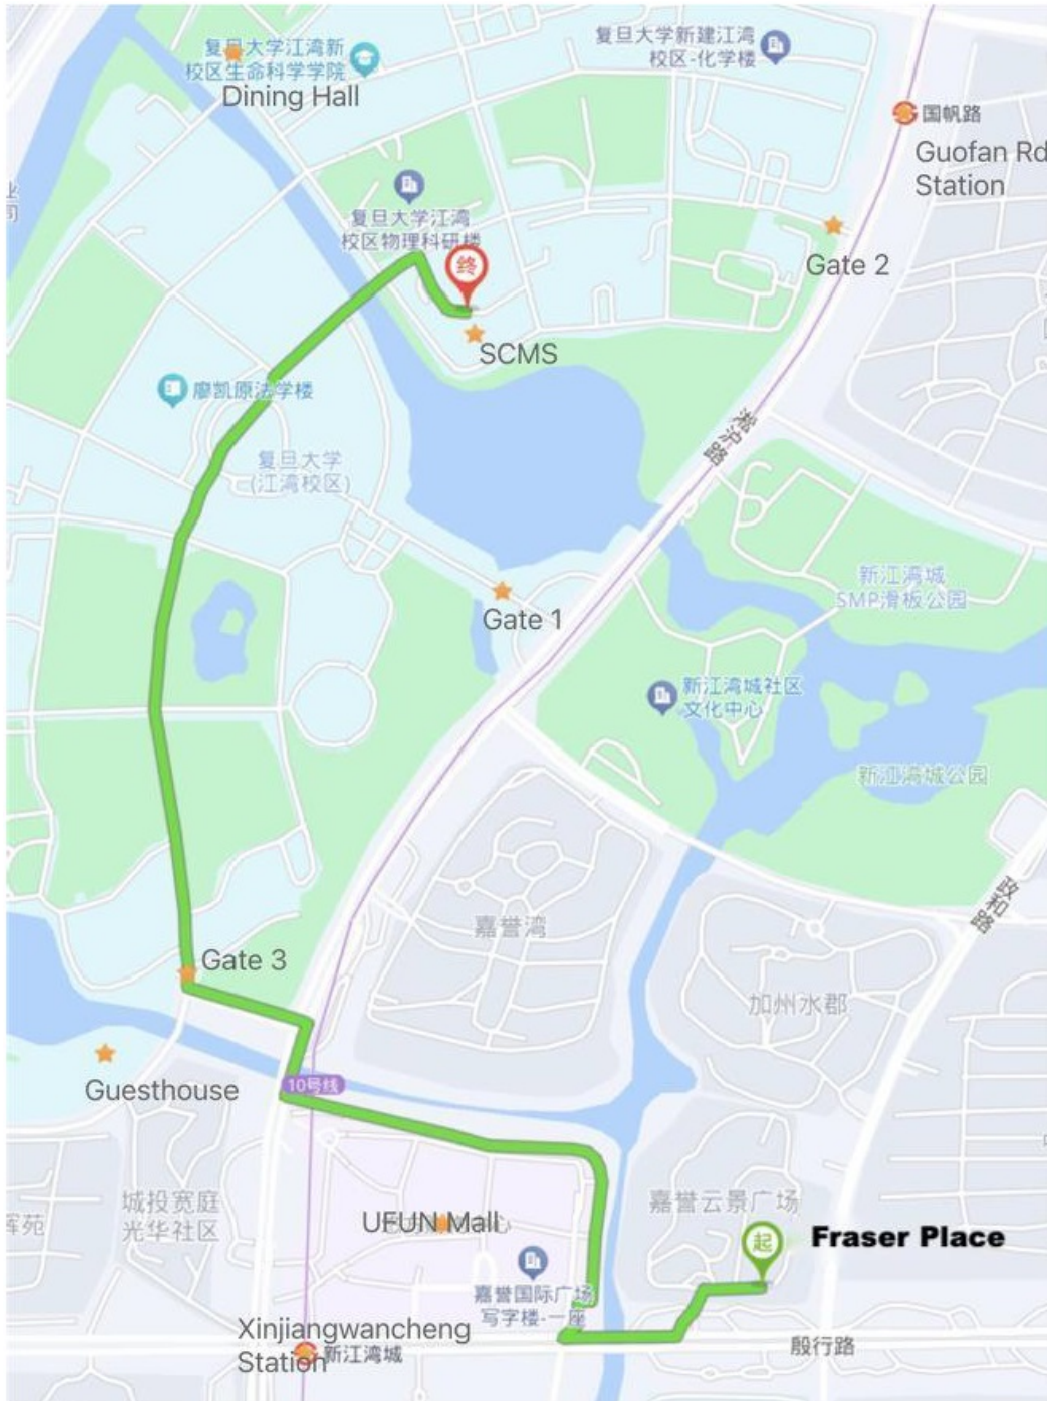 复旦大学江湾新
校区生命科学学院
Dining Hall
复旦大学新建江湾
校区-化学楼
国帆路
Guofan Rd
Station
复旦大学江湾
校区物理科研楼
Gate 2
终
SCMS
廖凯原法学楼
淞沪路
复旦大学
(江湾校区)
新江湾城
SMP滑板公园
Gate 1
新江湾城社区
文化中心
新江湾城公园
政和路
嘉誉湾
Gate 3
加州水郡
Guesthouse
10号线
城投宽庭
光华社区
嘉誉云景广场
UFUN Mall
起
Fraser Place
嘉誉国际广场
写字楼-一座
Xinjiangwancheng
Station
新江湾城
殷行路